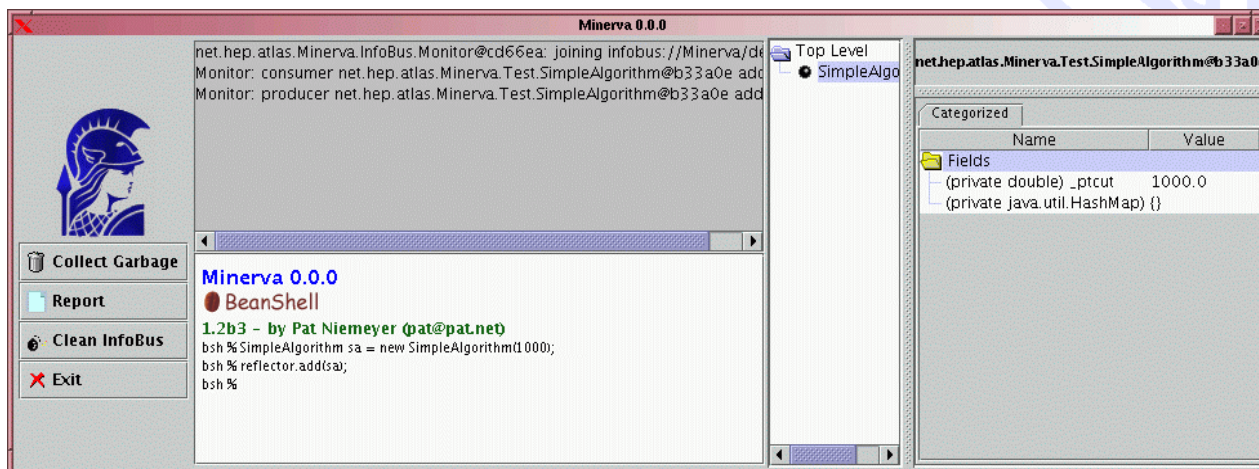 Minerva 0.0.0
net.hep.atlas.Minerva.InfoBus.Monitor@cd66ea: joining infobus://Minerva/de
Monitor: consumer net.hep.atlas.Minerva.Test.SimpleAlgorithm@b33a0e add
Monitor: producer net.hep.atlas.Minerva.Test.SimpleAlgorithm@b33a0e add
Collect Garbage
Report
Clean InfoBus
Exit
Minerva 0.0.0
BeanShell
1.2b3 - by Pat Niemeyer (pat@pat.net)
bsh % SimpleAlgorithm sa = new SimpleAlgorithm(1000);
bsh % reflector.add(sa);
bsh %
Top Level
SimpleAlgo
net.hep.atlas.Minerva.Test.SimpleAlgorithm@b33a0
Categorized
Name Value
Fields
(private double) _ptcut 1000.0
(private java.util.HashMap) {}